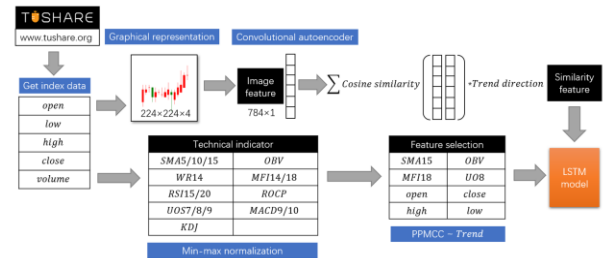 TUSHARE
www.tushare.org
Graphical representation
Convolutional autoencoder
Get index data
open
low
high
close
volume
224×224×4
Image
feature
784×1
∑Cosine similarity
*Trend direction
Similarity
feature
Technical indicator
SMA5/10/15 OBV
WR14 MFI14/18
RSI15/20 ROCP
UOS7/8/9 MACD9/10
KDJ
Min-max normalization
Feature selection
SMA15 OBV
MFI18 UO8
open close
high low
PPMCC - Trend
LSTM
model